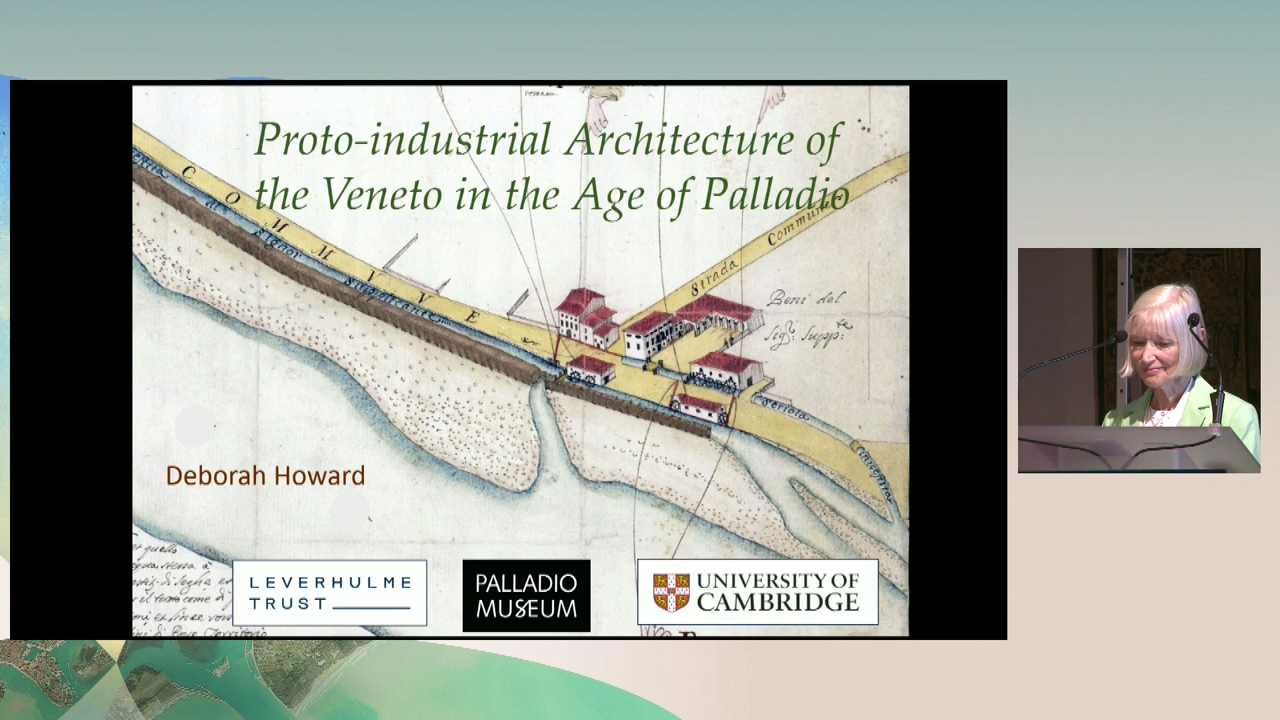 Proto-industrial Architecture of
the Veneto in the Age of Palladio
COMMVNE
Strada Commune
Beni del
Deborah Howard
LEVERHULME
TRUST
PALLADIO
MUSEUM
UNIVERSITY OF
CAMBRIDGE